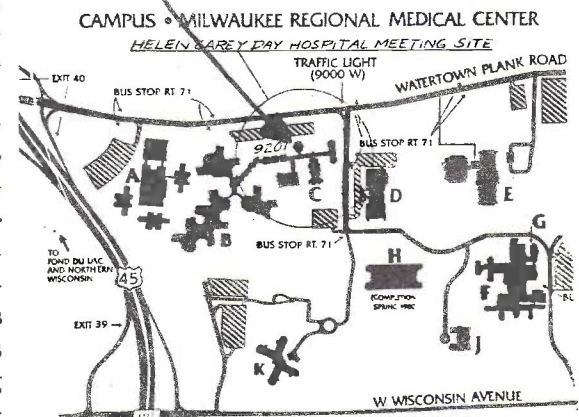 CAMPUS • MILWAUKEE REGIONAL MEDICAL CENTER
HELEN CAREY DAY HOSPITAL MEETING SITE
TRAFFIC LIGHT
(9000 W)
WATERTOWN PLANK ROAD
EXIT 40
BUS STOP RT. 71
BUS STOP RT 71
9201
A
B
C
D
E
BUS STOP RT. 71
G
H
(COMPLETION
SPRING 1980)
F
BU
TO
FOND DU LAC
AND NORTHERN
WISCONSIN
45
EXIT 39
J
K
W. WISCONSIN AVENUE